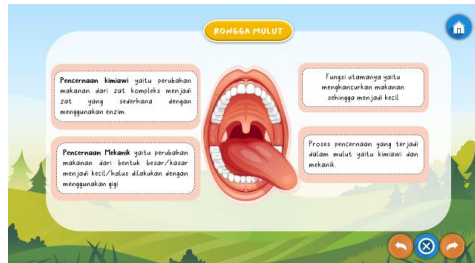 RONGGA MULUT
Pencernaan kimiawi yaitu perubahan
makanan dari zat kompleks menjadi
zat yang sederhana dengan
menggunakan enzim.
Pencernaan Mekanik yaitu perubahan
makanan dari bentuk besar/kasar
menjadi kecil/halus dilakukan dengan
menggunakan gigi
Fungsi utamanya yaitu
menghancurkan makanan
sehingga menjadi kecil
Proses pencernaan yang terjadi
dalam mulut yaitu kimiawi dan
mekanik.